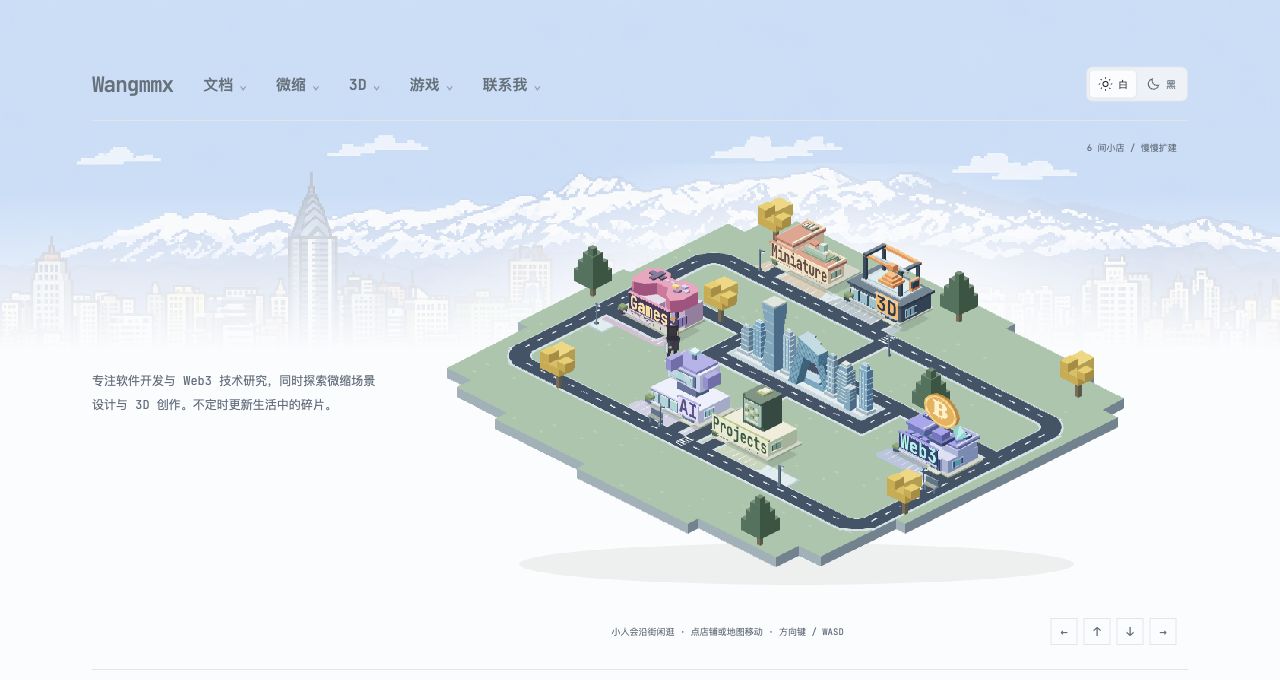 Wangmmx 文档 微缩 3D 游戏 联系我 白 黑
6 间小店 / 慢慢扩建
Miniature
3D
Games
AI
Projects
B
Web3
专注软件开发与 Web3 技术研究, 同时探索微缩场景
设计与 3D 创作。不定时更新生活中的碎片。
小人会沿街闲逛 · 点店铺或地图移动 · 方向键 / WASD ← ↑ ↓ →